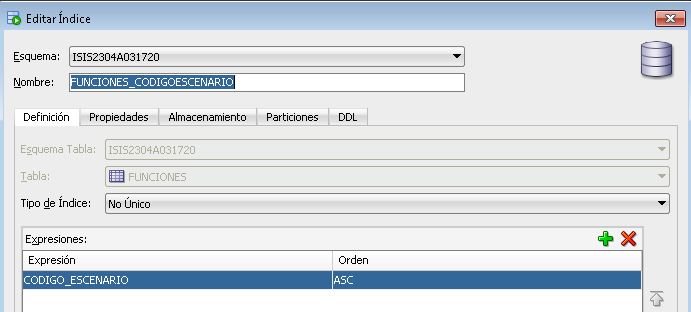 Editar Índice
Esquema: ISIS2304A031720
Nombre: FUNCIONES_CODIGOESCENARIO
Definición Propiedades Almacenamiento Particiones DDL
Esquema Tabla: ISIS2304A031720
Tabla: FUNCIONES
Tipo de Índice: No Único
Expresiones:
Expresión Orden
CODIGO_ESCENARIO ASC